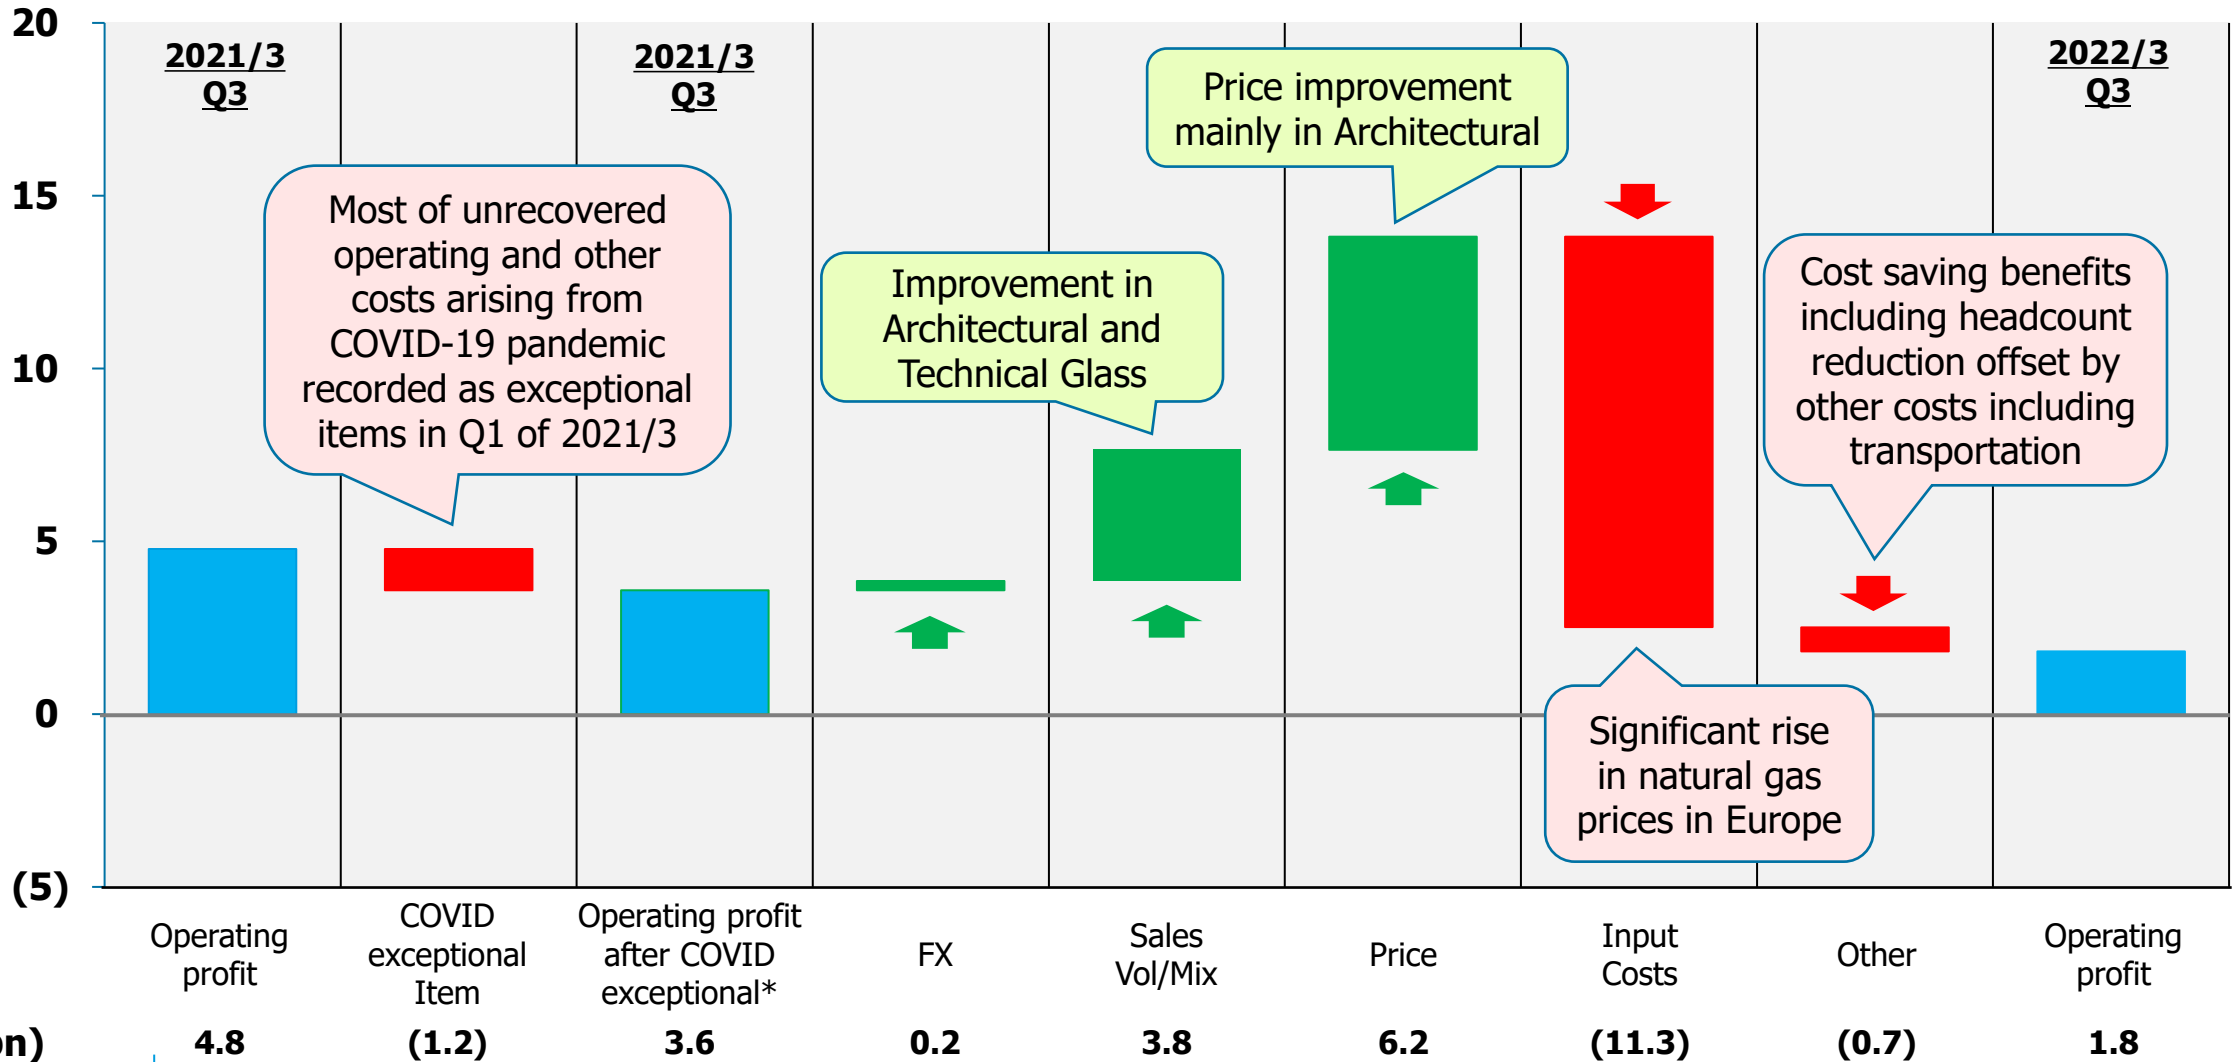 20
15
10
5
0
(5)
2021/3
Q3
2021/3
Q3
2022/3
Q3
Most of unrecovered
operating and other
costs arising from
COVID-19 pandemic
recorded as exceptional
items in Q1 of 2021/3
Improvement in
Architectural and
Technical Glass
Price improvement
mainly in Architectural
Cost saving benefits
including headcount
reduction offset by
other costs including
transportation
Significant rise
in natural gas
prices in Europe
Operating
profit
COVID
exceptional
Item
Operating profit
after COVID
exceptional*
FX
Sales
Vol/Mix
Price
Input
Costs
Other
Operating
profit
4.8 (1.2) 3.6 0.2 3.8 6.2 (11.3) (0.7) 1.8